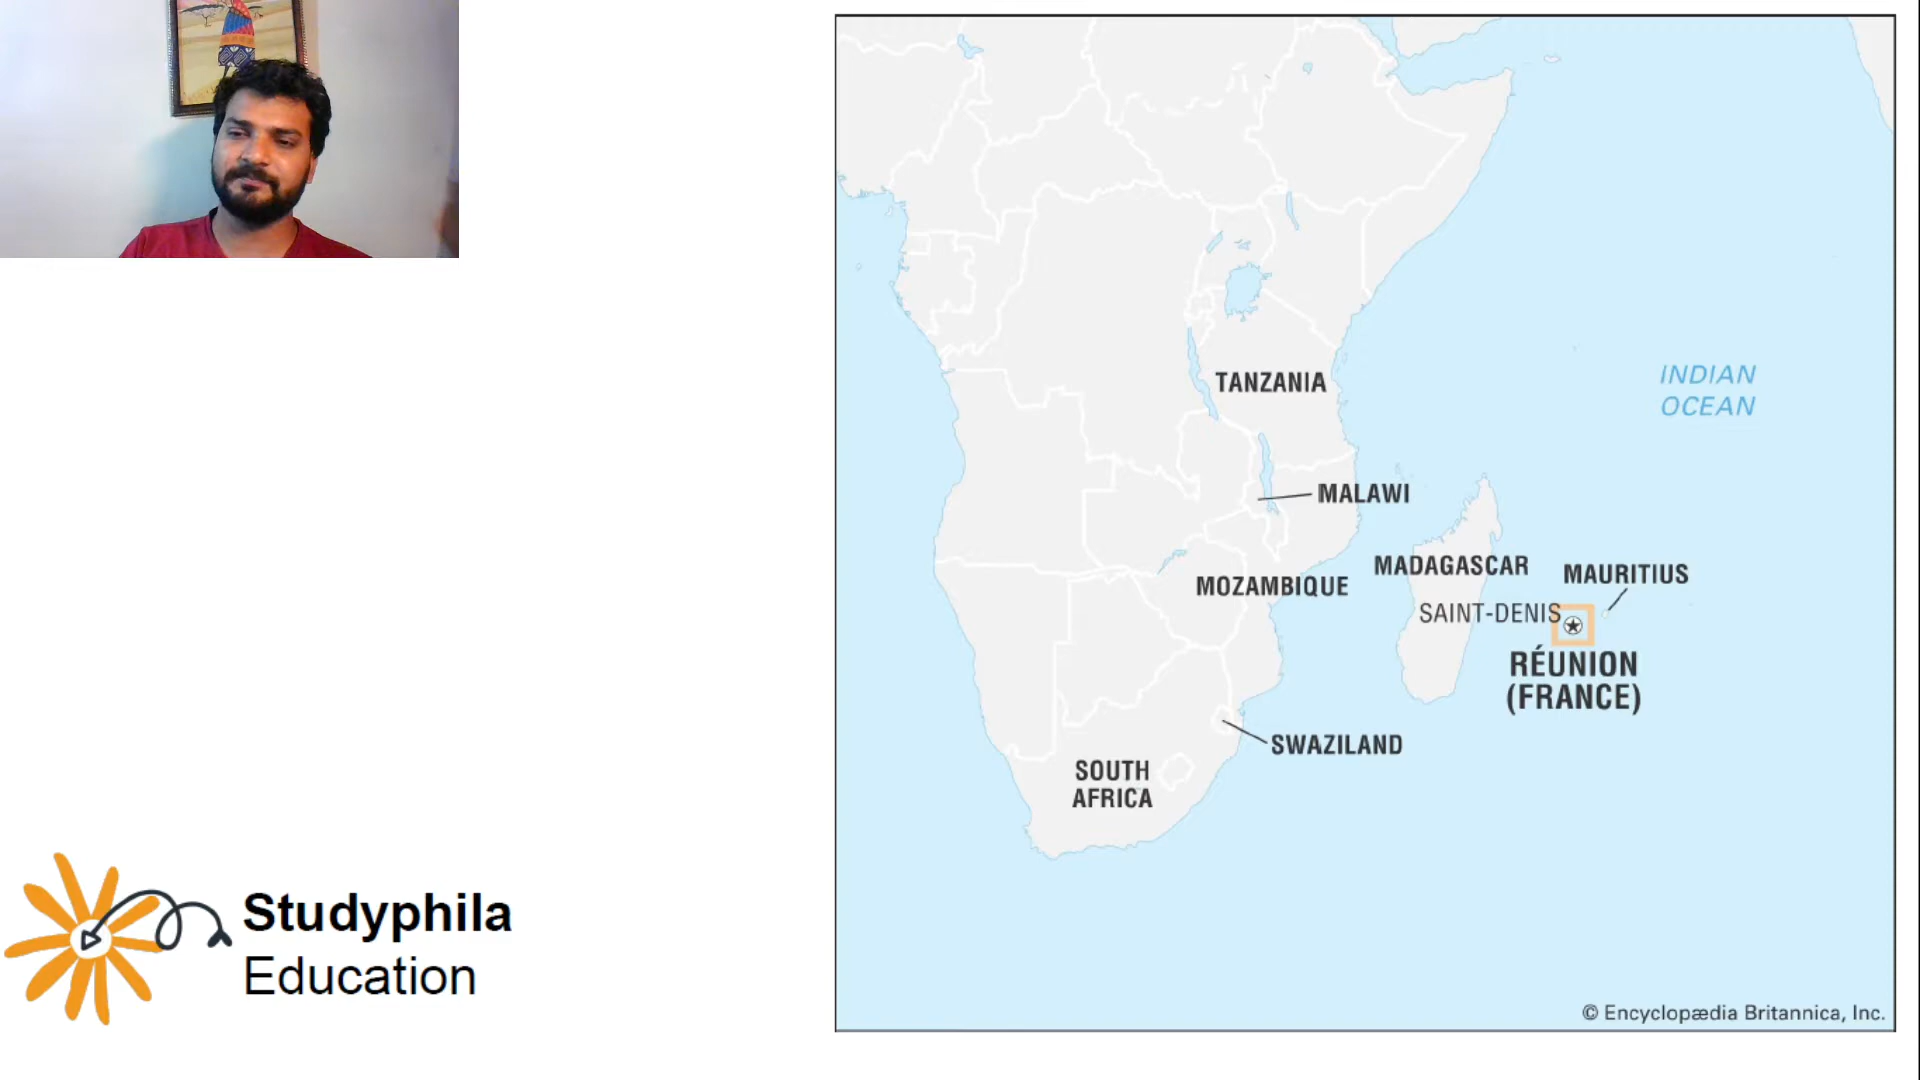 TANZANIA
INDIAN
OCEAN
MALAWI
MADAGASCAR
MAURITIUS
MOZAMBIQUE
SAINT-DENIS
RÉUNION
(FRANCE)
SWAZILAND
SOUTH
AFRICA
Studyphila
Education
© Encyclopædia Britannica, Inc.